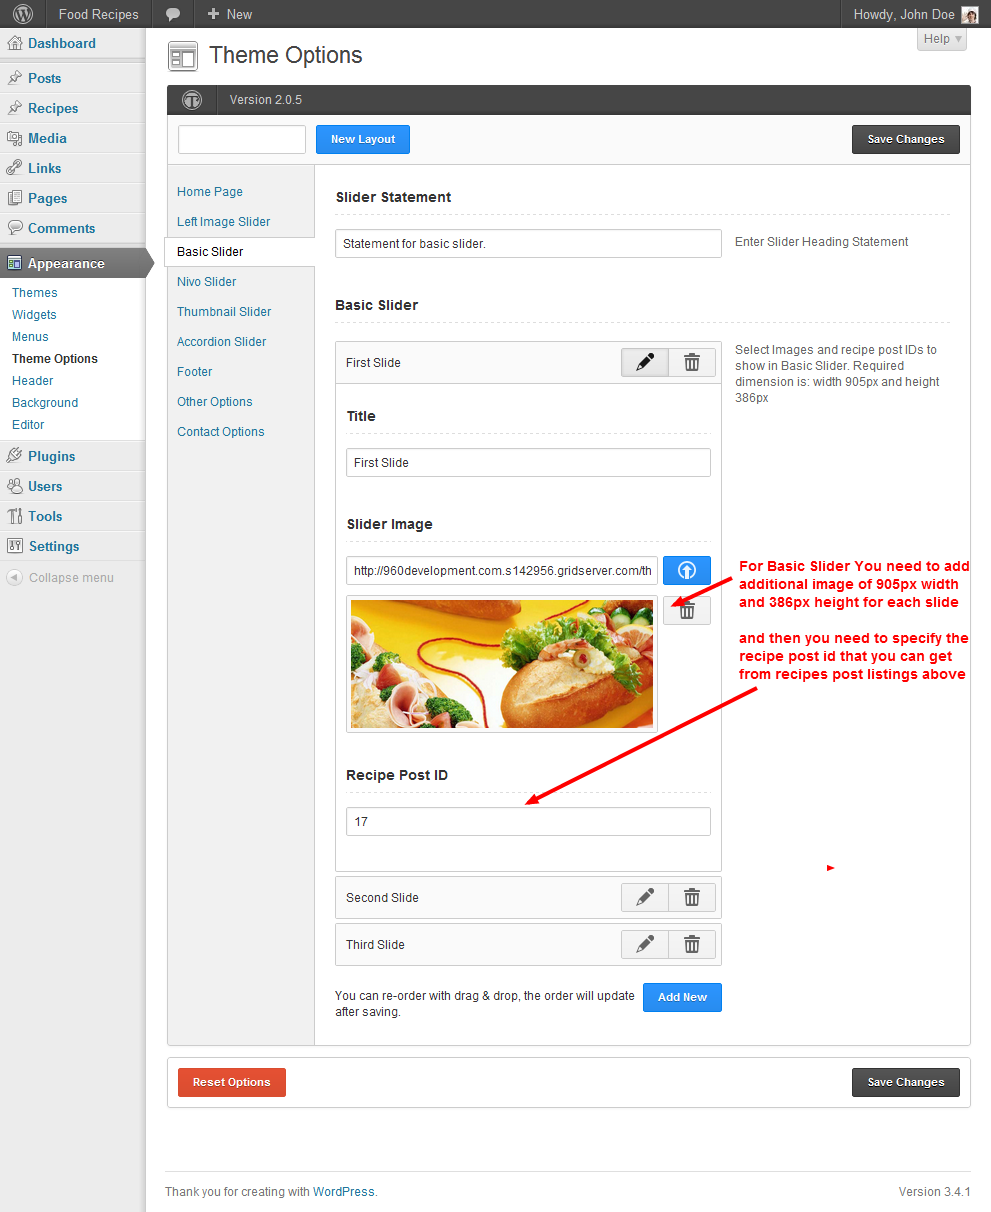 Food Recipes
New
Howdy, John Doe
Help
Dashboard
Posts
Recipes
Media
Links
Pages
Comments
Appearance
Themes
Widgets
Menus
Theme Options
Header
Background
Editor
Plugins
Users
Tools
Settings
Collapse menu
Theme Options
Version 2.0.5
New Layout
Save Changes
Home Page
Left Image Slider
Basic Slider
Nivo Slider
Thumbnail Slider
Accordion Slider
Footer
Other Options
Contact Options
Slider Statement
Statement for basic slider.
Enter Slider Heading Statement
Basic Slider
First Slide
Select Images and recipe post IDs to
show in Basic Slider. Required
dimension is: width 905px and height
386px
Title
First Slide
Slider Image
http://960development.com.s142956.gridserver.com/th
For Basic Slider You need to add
additional image of 905px width
and 386px height for each slide
and then you need to specify the
recipe post id that you can get
from recipes post listings above
Recipe Post ID
17
Second Slide
Third Slide
You can re-order with drag & drop, the order will update
after saving.
Add New
Reset Options
Save Changes
Thank you for creating with WordPress.
Version 3.4.1